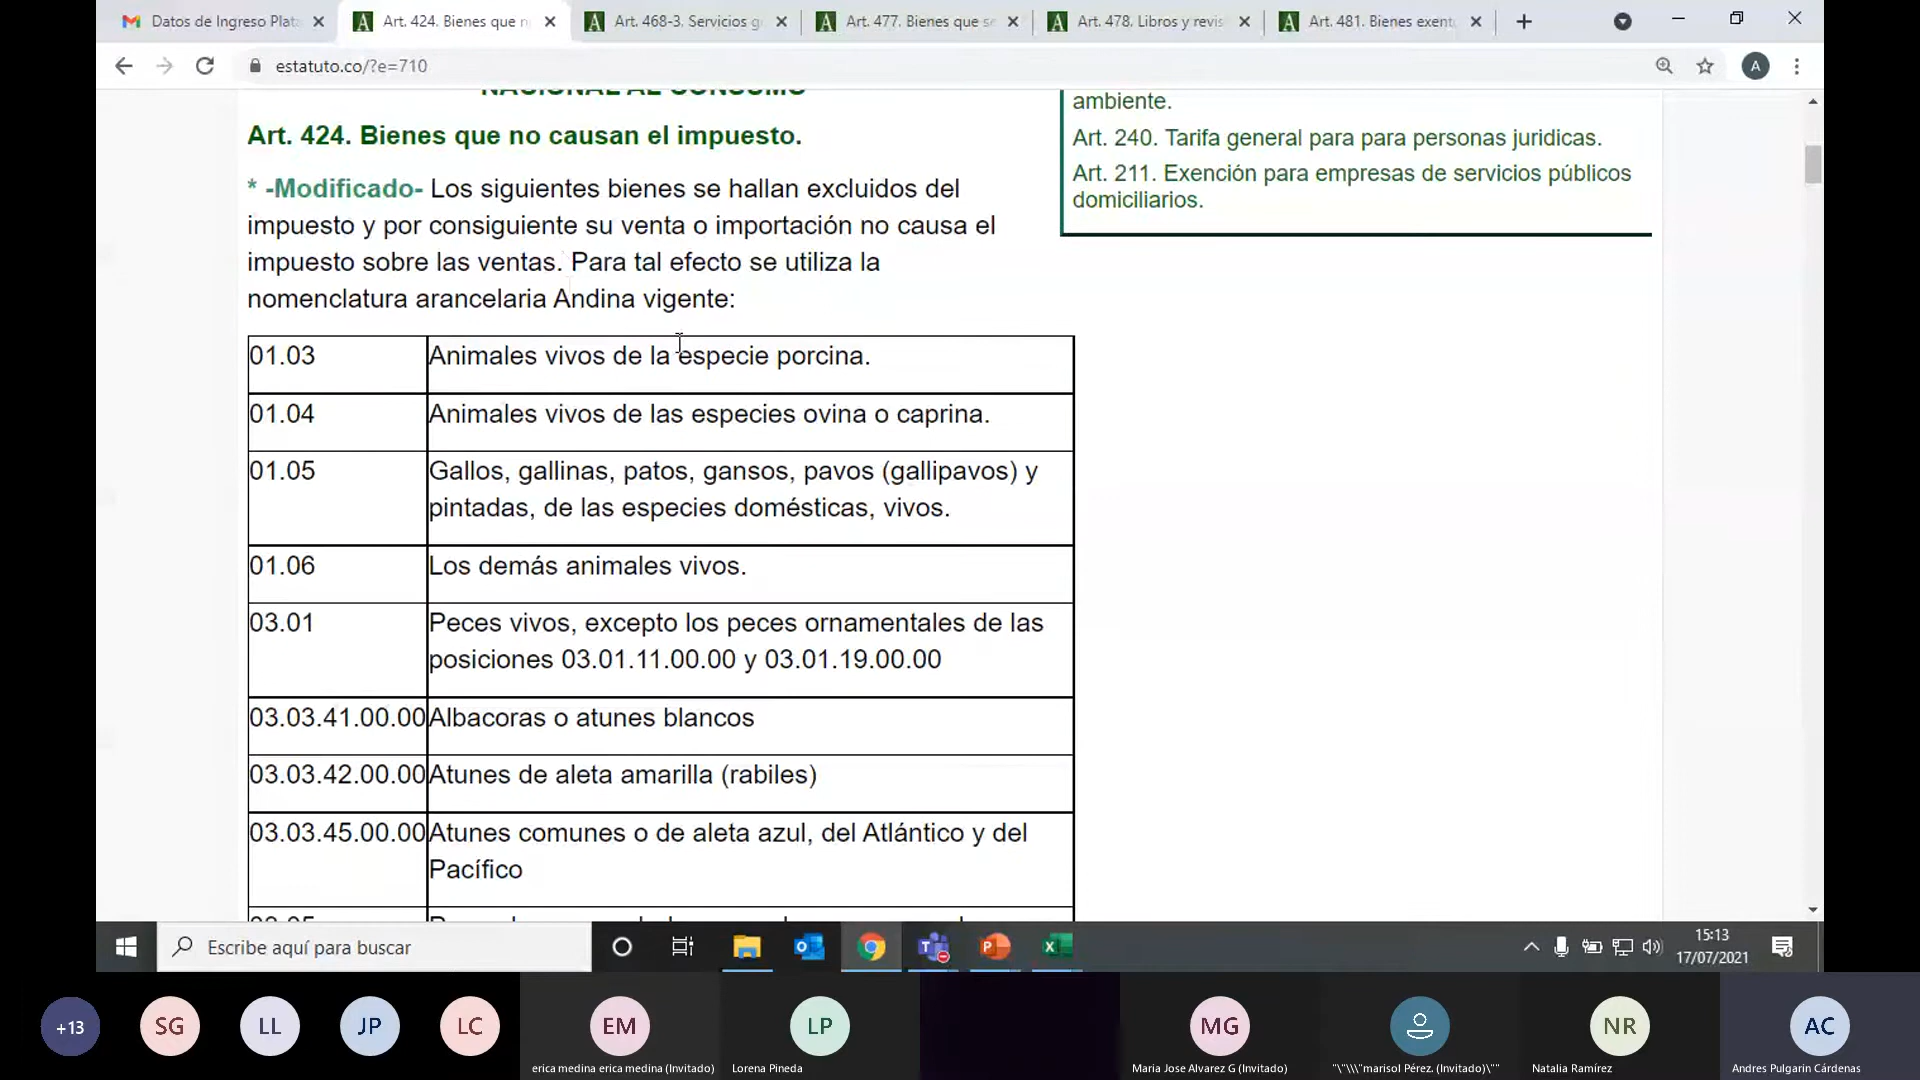 Datos de Ingreso Plat
Art. 424. Bienes que n
Art. 468-3. Servicios g
Art. 477. Bienes que s
Art. 478. Libros y revis
Art. 481. Bienes exent
estatuto.co/?e=710
A
NACIONAL AL CONSUMO
Art. 424. Bienes que no causan el impuesto.
* -Modificado- Los siguientes bienes se hallan excluidos del
impuesto y por consiguiente su venta o importación no causa el
impuesto sobre las ventas. Para tal efecto se utiliza la
nomenclatura arancelaria Andina vigente:
ambiente.
Art. 240. Tarifa general para para personas juridicas.
Art. 211. Exención para empresas de servicios públicos
domiciliarios.
01.03 Animales vivos de la especie porcina.
01.04 Animales vivos de las especies ovina o caprina.
01.05 Gallos, gallinas, patos, gansos, pavos (gallipavos) y
pintadas, de las especies domésticas, vivos.
01.06 Los demás animales vivos.
03.01 Peces vivos, excepto los peces ornamentales de las
posiciones 03.01.11.00.00 y 03.01.19.00.00
03.03.41.00.00 Albacoras o atunes blancos
03.03.42.00.00 Atunes de aleta amarilla (rabiles)
03.03.45.00.00 Atunes comunes o de aleta azul, del Atlántico y del
Pacífico
Escribe aquí para buscar
15:13
17/07/2021
+13
SG
LL
JP
LC
EM
LP
MG
NR
AC
erica medina erica medina (Invitado)
Lorena Pineda
Maria Jose Alvarez G (Invitado)
"\"\\\"marisol Pérez. (Invitado)\""
Natalia Ramírez
Andres Pulgarin Cárdenas